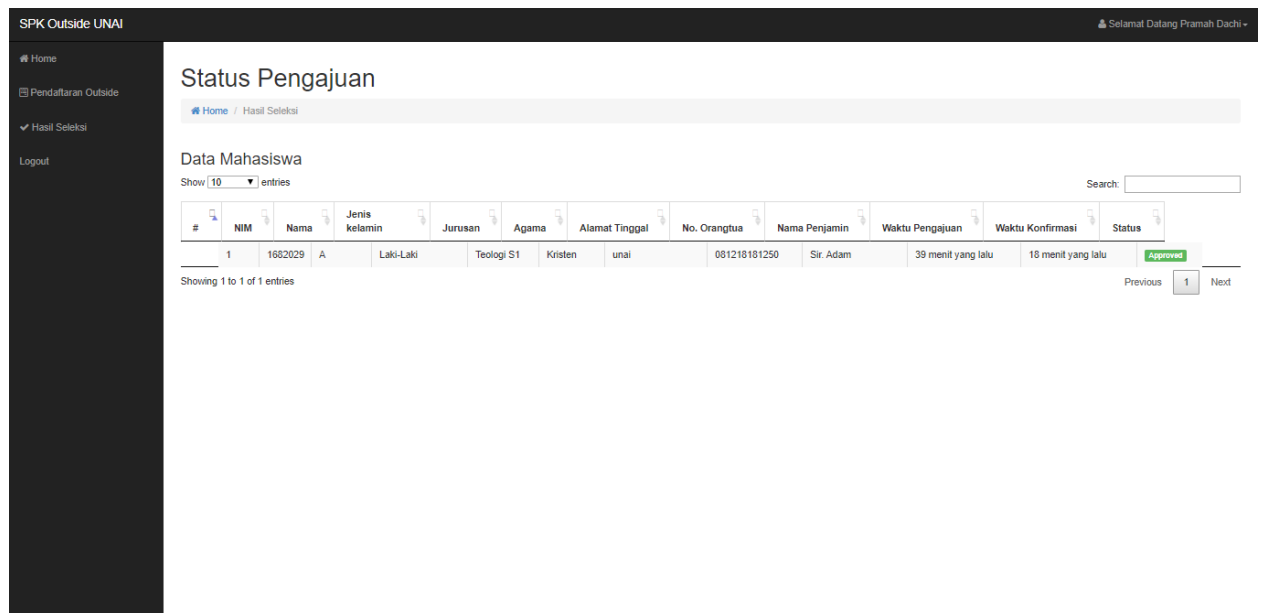 SPK Outside UNAI
Selamat Datang Pramah Dachi
Home
Pendaftaran Outside
Hasil Seleksi
Logout
Status Pengajuan
Home / Hasil Seleksi
Data Mahasiswa
Show 10 entries
Search:
# NIM Nama Jenis kelamin Jurusan Agama Alamat Tinggal No. Orangtua Nama Penjamin Waktu Pengajuan Waktu Konfirmasi Status
1 1682029 A Laki-Laki Teologi S1 Kristen unai 081218181250 Sir. Adam 39 menit yang lalu 18 menit yang lalu Approved
Showing 1 to 1 of 1 entries
Previous 1 Next